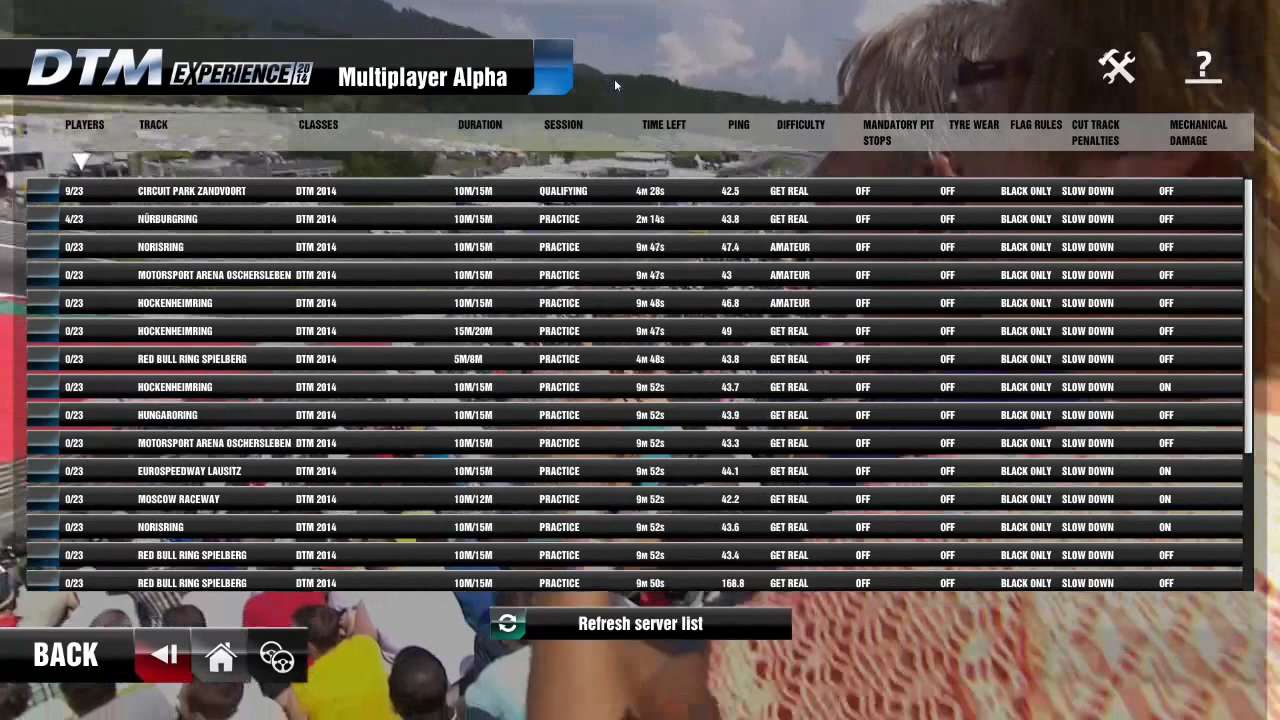 DTM EXPERIENCE 2014 Multiplayer Alpha ?
PLAYERS TRACK CLASSES DURATION SESSION TIME LEFT PING DIFFICULTY MANDATORY PIT STOPS TYRE WEAR FLAG RULES CUT TRACK PENALTIES MECHANICAL DAMAGE
9/23 CIRCUIT PARK ZANDVOORT DTM 2014 10M/15M QUALIFYING 4M 28S 42.5 GET REAL OFF OFF BLACK ONLY SLOW DOWN OFF
4/23 NÜRBURGRING DTM 2014 10M/15M PRACTICE 2M 14S 43.8 GET REAL OFF OFF BLACK ONLY SLOW DOWN OFF
0/23 NORISRING DTM 2014 10M/15M PRACTICE 9M 47S 47.4 AMATEUR OFF OFF BLACK ONLY SLOW DOWN OFF
0/23 MOTORSPORT ARENA OSCHERSLEBEN DTM 2014 10M/15M PRACTICE 9M 47S 43 AMATEUR OFF OFF BLACK ONLY SLOW DOWN OFF
0/23 HOCKENHEIMRING DTM 2014 10M/15M PRACTICE 9M 48S 46.8 AMATEUR OFF OFF BLACK ONLY SLOW DOWN OFF
0/23 HOCKENHEIMRING DTM 2014 15M/20M PRACTICE 9M 47S 49 GET REAL OFF OFF BLACK ONLY SLOW DOWN OFF
0/23 RED BULL RING SPIELBERG DTM 2014 5M/8M PRACTICE 4M 48S 43.8 GET REAL OFF OFF BLACK ONLY SLOW DOWN OFF
0/23 HOCKENHEIMRING DTM 2014 10M/15M PRACTICE 9M 52S 43.7 GET REAL OFF OFF BLACK ONLY SLOW DOWN ON
0/23 HUNGARORING DTM 2014 10M/15M PRACTICE 9M 52S 43.9 GET REAL OFF OFF BLACK ONLY SLOW DOWN OFF
0/23 MOTORSPORT ARENA OSCHERSLEBEN DTM 2014 10M/15M PRACTICE 9M 52S 43.3 GET REAL OFF OFF BLACK ONLY SLOW DOWN OFF
0/23 EUROSPEEDWAY LAUSITZ DTM 2014 10M/15M PRACTICE 9M 52S 44.1 GET REAL OFF OFF BLACK ONLY SLOW DOWN ON
0/23 MOSCOW RACEWAY DTM 2014 10M/12M PRACTICE 9M 52S 42.2 GET REAL OFF OFF BLACK ONLY SLOW DOWN ON
0/23 NORISRING DTM 2014 10M/15M PRACTICE 9M 52S 43.6 GET REAL OFF OFF BLACK ONLY SLOW DOWN ON
0/23 RED BULL RING SPIELBERG DTM 2014 10M/15M PRACTICE 9M 52S 43.4 GET REAL OFF OFF BLACK ONLY SLOW DOWN OFF
0/23 RED BULL RING SPIELBERG DTM 2014 10M/15M PRACTICE 9M 50S 168.8 GET REAL OFF OFF BLACK ONLY SLOW DOWN OFF
Refresh server list
BACK